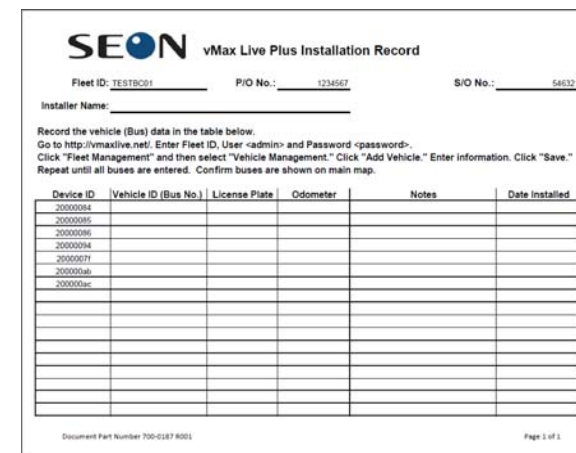 SEON vMax Live Plus Installation Record
Fleet ID: TESTBC01 P/O No.: 1234567 S/O No.: 54632
Installer Name:
Record the vehicle (Bus) data in the table below.
Go to http://vmaxlive.net/. Enter Fleet ID, User <admin> and Password <password>.
Click "Fleet Management" and then select "Vehicle Management." Click "Add Vehicle." Enter information. Click "Save."
Repeat until all buses are entered. Confirm buses are shown on main map.
Device ID Vehicle ID (Bus No.) License Plate Odometer Notes Date Installed
20000084
20000085
20000086
20000094
2000007f
200000ab
200000ac
Document Part Number 700-0187 R001 Page 1 of 1